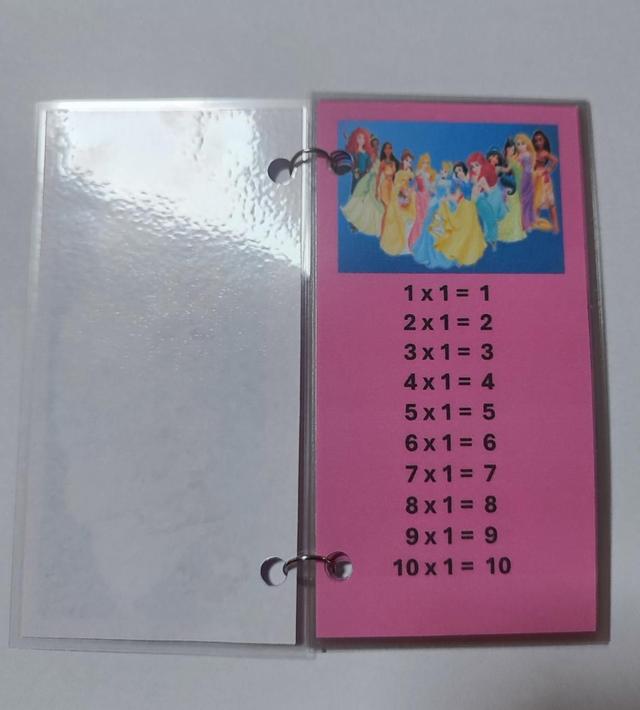 1 x 1 = 1
2 x 1 = 2
3 x 1 = 3
4 x 1 = 4
5 x 1 = 5
6 x 1 = 6
7 x 1 = 7
8 x 1 = 8
9 x 1 = 9
10 x 1 = 10